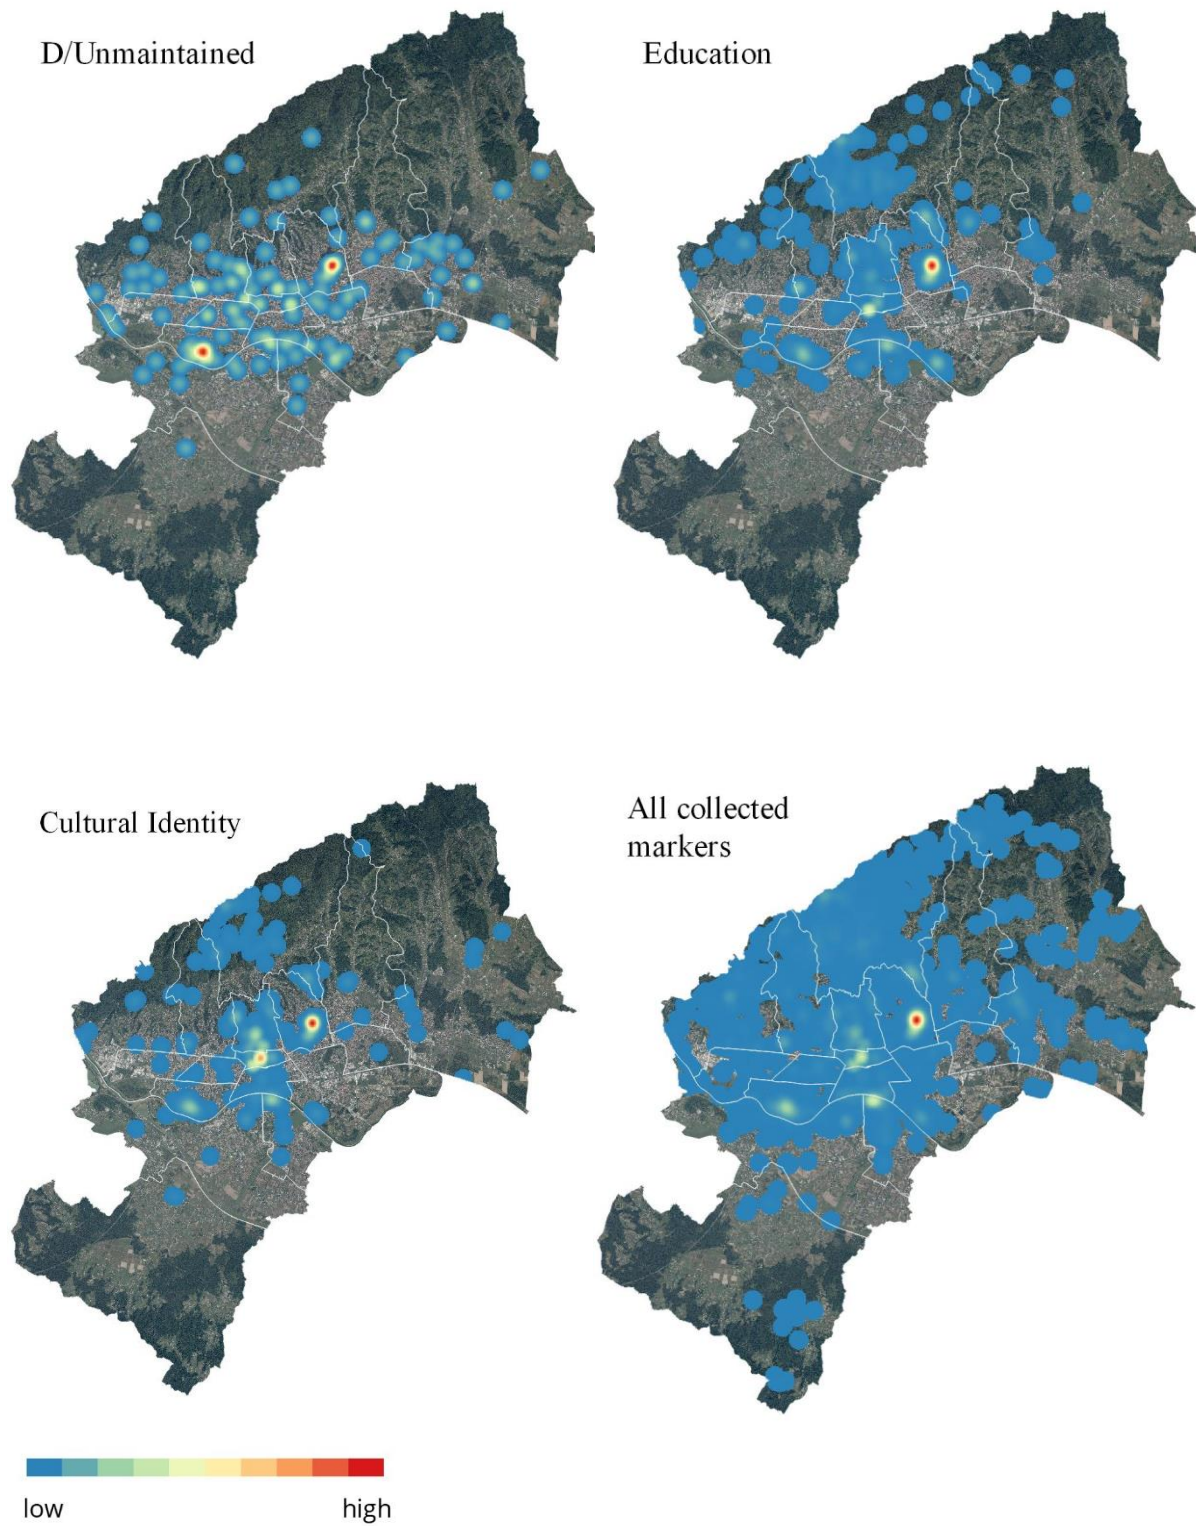 D/Unmaintained
Education
Cultural Identity
All collected
markers
low
high